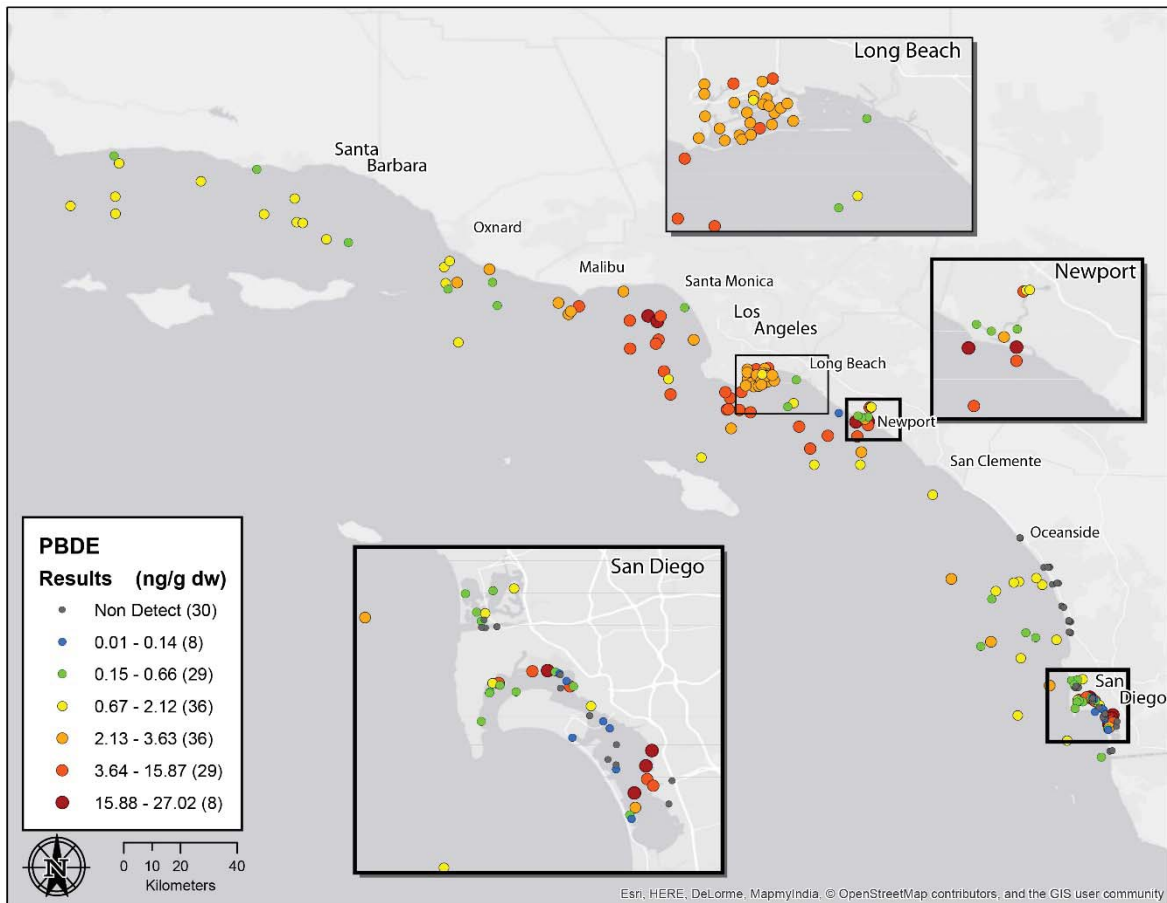 Long Beach
Santa
Barbara
Oxnard
Malibu
Santa Monica
Los
Angeles
Long Beach
Newport
Newport
San Clemente
Oceanside
San Diego
San
Diego
PBDE
Results (ng/g dw)
Non Detect (30)
0.01 - 0.14 (8)
0.15 - 0.66 (29)
0.67 - 2.12 (36)
2.13 - 3.63 (36)
3.64 - 15.87 (29)
15.88 - 27.02 (8)
N
0 10 20 40
Kilometers
Esri, HERE, DeLorme, MapmyIndia, © OpenStreetMap contributors, and the GIS user community